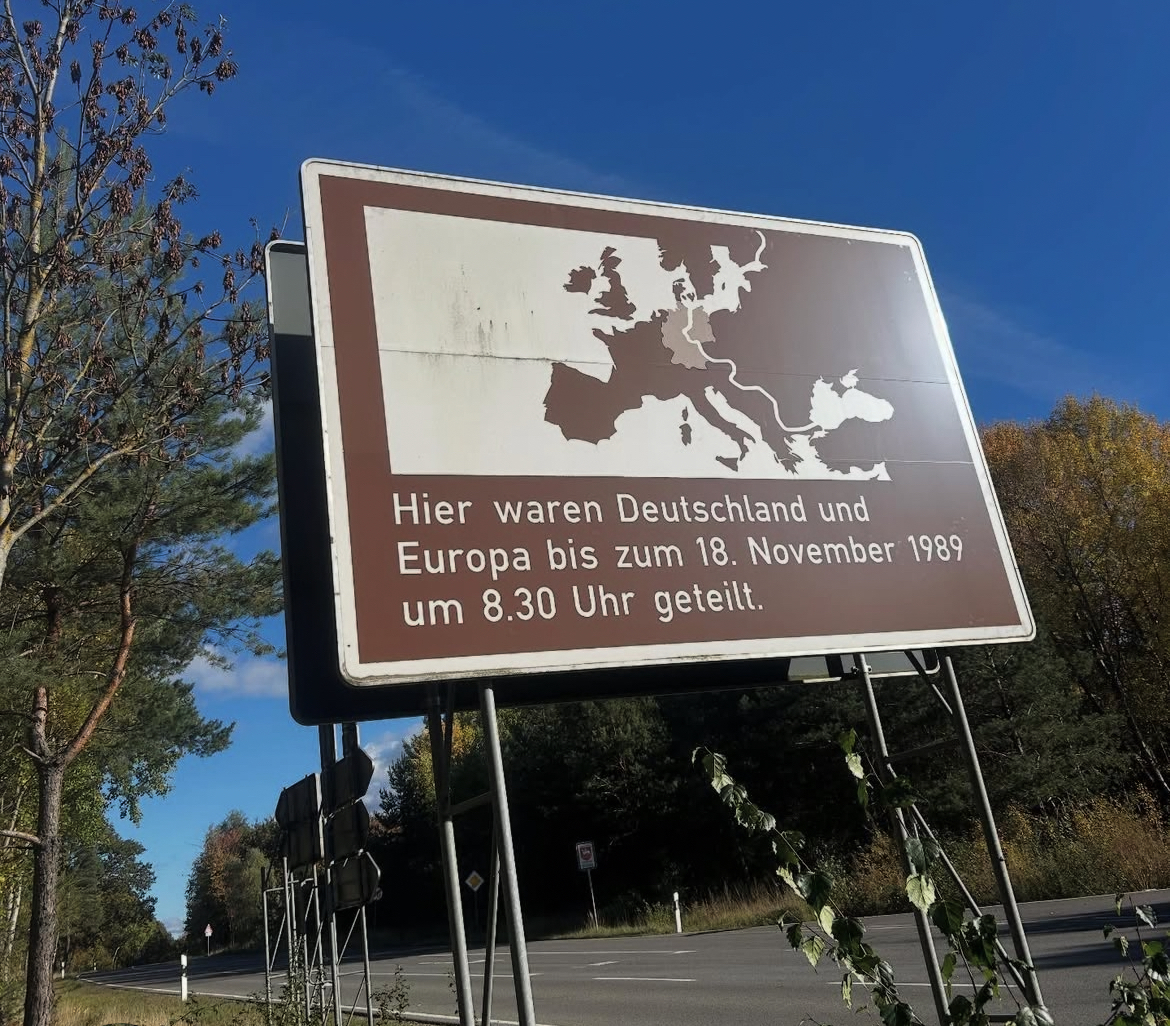 Hier waren Deutschland und
Europa bis zum 18. November 1989
um 8.30 Uhr geteilt.